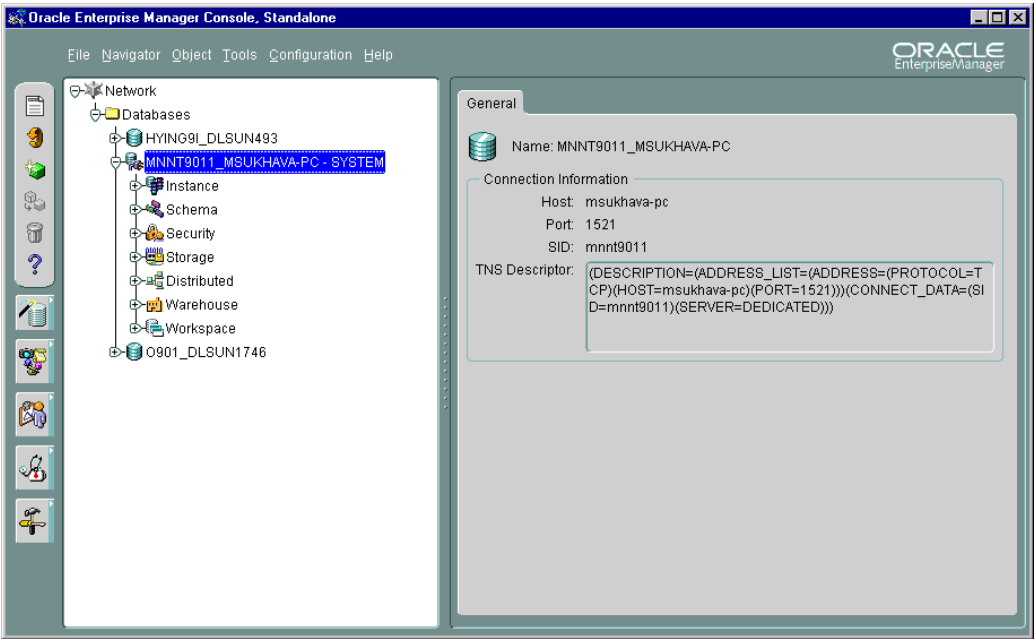 Oracle Enterprise Manager Console, Standalone
File Navigator Object Tools Configuration Help
ORACLE
EnterpriseManager
Network
Databases
HYING9I_DLSUN493
MNNT9011_MSUKHAVA-PC - SYSTEM
Instance
Schema
Security
Storage
Distributed
Warehouse
Workspace
O901_DLSUN1746
General
Name: MNNT9011_MSUKHAVA-PC
Connection Information
Host: msukhava-pc
Port: 1521
SID: mnnt9011
TNS Descriptor: (DESCRIPTION=(ADDRESS_LIST=(ADDRESS=(PROTOCOL=T
CP)(HOST=msukhava-pc)(PORT=1521)))(CONNECT_DATA=(SI
D=mnnt9011)(SERVER=DEDICATED)))